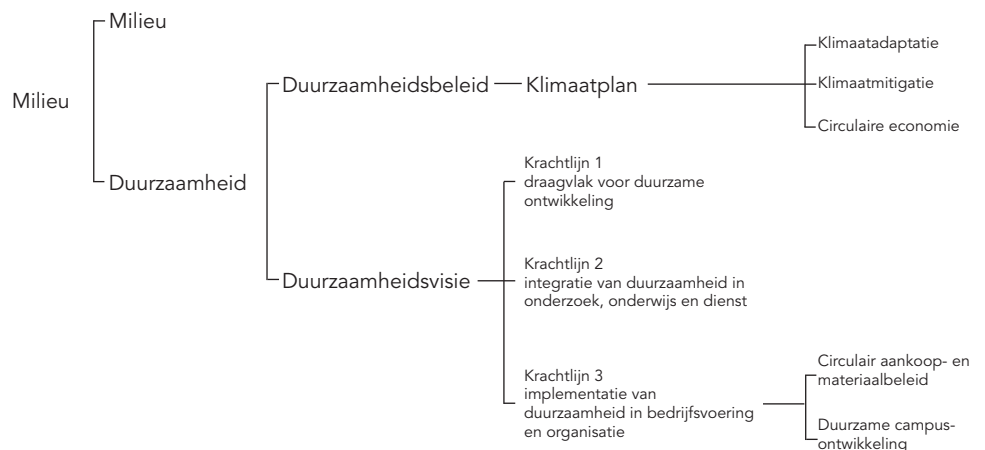 Milieu
Milieu
Duurzaamheid
Duurzaamheidsbeleid
Klimaatplan
Klimaatadaptatie
Klimaatmitigatie
Circulaire economie
Duurzaamheidsvisie
Krachtlijn 1
draagvlak voor duurzame
ontwikkeling
Krachtlijn 2
integratie van duurzaamheid in
onderzoek, onderwijs en dienst
Krachtlijn 3
implementatie van
duurzaamheid in bedrijfsvoering
en organisatie
Circulair aankoop- en
materiaalbeleid
Duurzame campus-
ontwikkeling